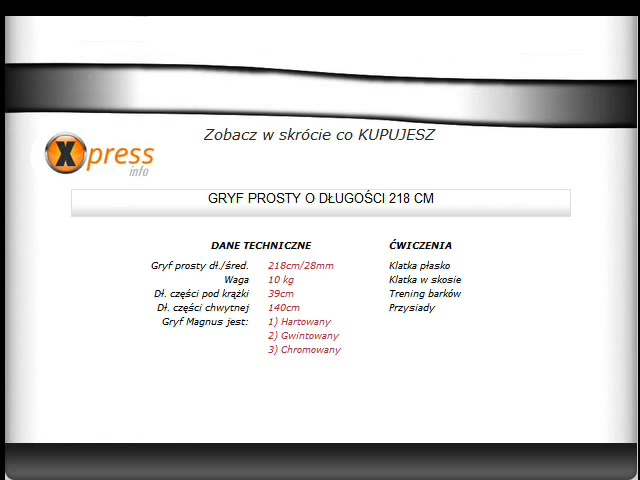 Zobacz w skrócie co KUPUJESZ
Xpress
info
GRYF PROSTY O DŁUGOŚCI 218 CM
DANE TECHNICZNE
Gryf prosty dł./śred. 218cm/28mm
Waga 10 kg
Dł. części pod krążki 39cm
Dł. części chwytnej 140cm
Gryf Magnus jest: 1) Hartowany
2) Gwintowany
3) Chromowany
ĆWICZENIA
Klatka płasko
Klatka w skosie
Trening barków
Przysiady